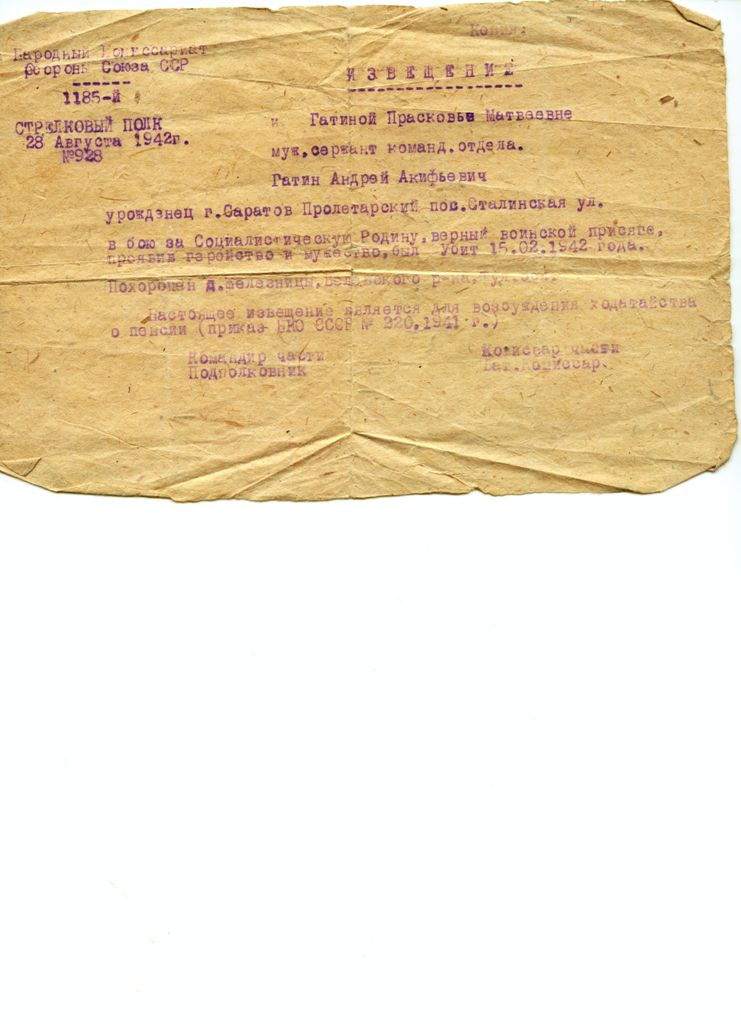 Копия.
Народный Комиссариат
обороны Союза ССР
ИЗВЕЩЕНИЕ
1185-й
СТРЕЛКОВЫЙ ПОЛК
28 Августа 1942г.
№928
и Гатиной Прасковье Матвеевне
муж,сержант команд.отдела.
Гатин Андрей Акифьевич
урождзнец г.Саратов Пролетарский пос.Сталинская ул.
в бою за Социалистическую Родину,верный воинской присяге,
проявив геройство и мужество,был Убит 15.02.1942 года.
Похоронен д.Железницы, р-на,
Настоящее извещение является для возбуждения ходатайства
о пенсии (приказ СССР № 220,1941 г.)
Командир части
Подполковник
Комиссар части
Бат.Комиссар.